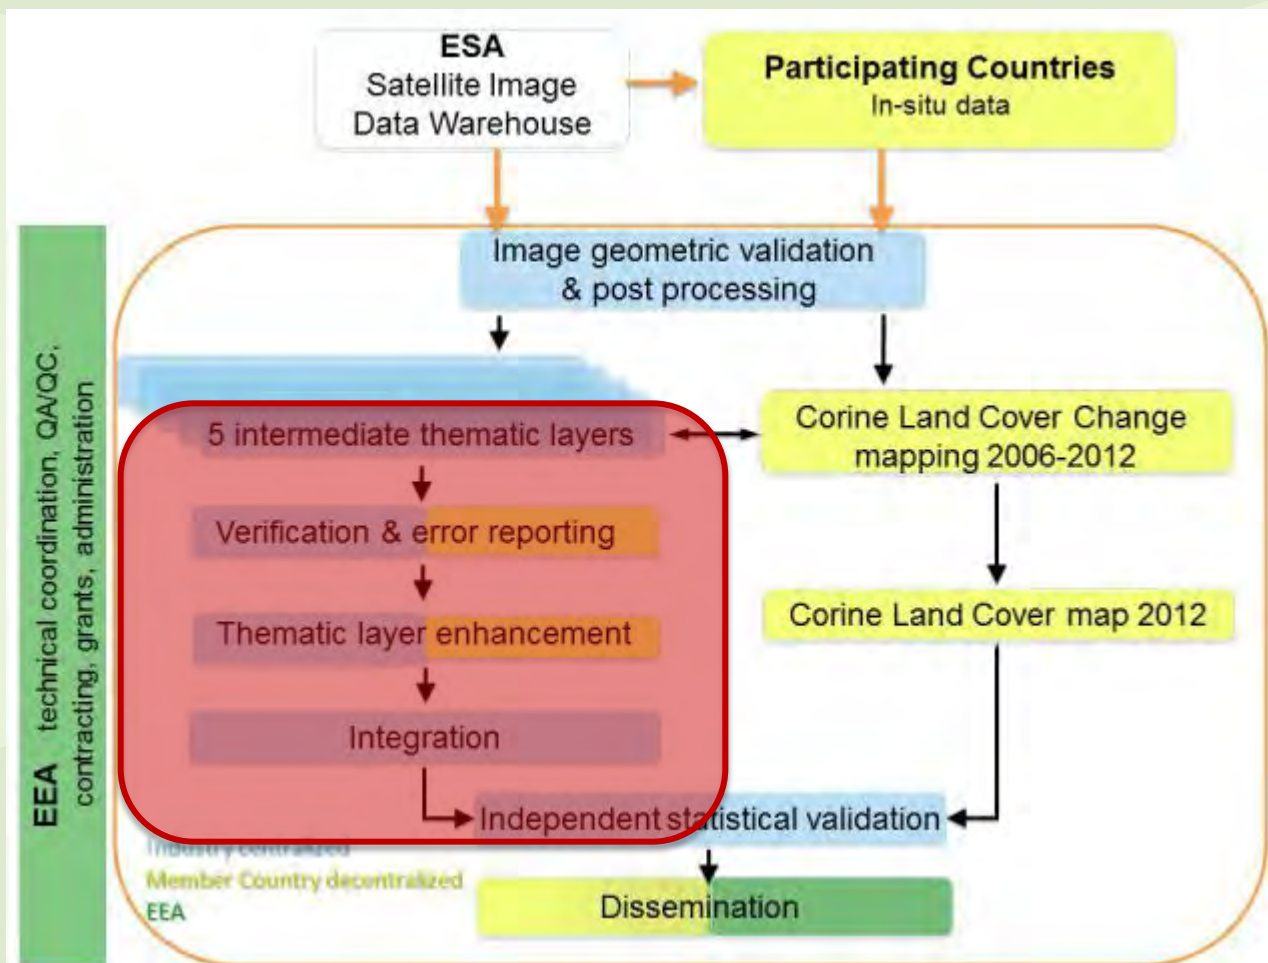 ESA
Satellite Image
Data Warehouse
Participating Countries
In-situ data
EEA technical coordination, QA/QC,
contracting, grants, administration
Image geometric validation
& post processing
5 intermediate thematic layers
Corine Land Cover Change
mapping 2006-2012
Verification & error reporting
Thematic layer enhancement
Corine Land Cover map 2012
Integration
Independent statistical validation
Industry centralized
Member Country decentralized
EEA
Dissemination